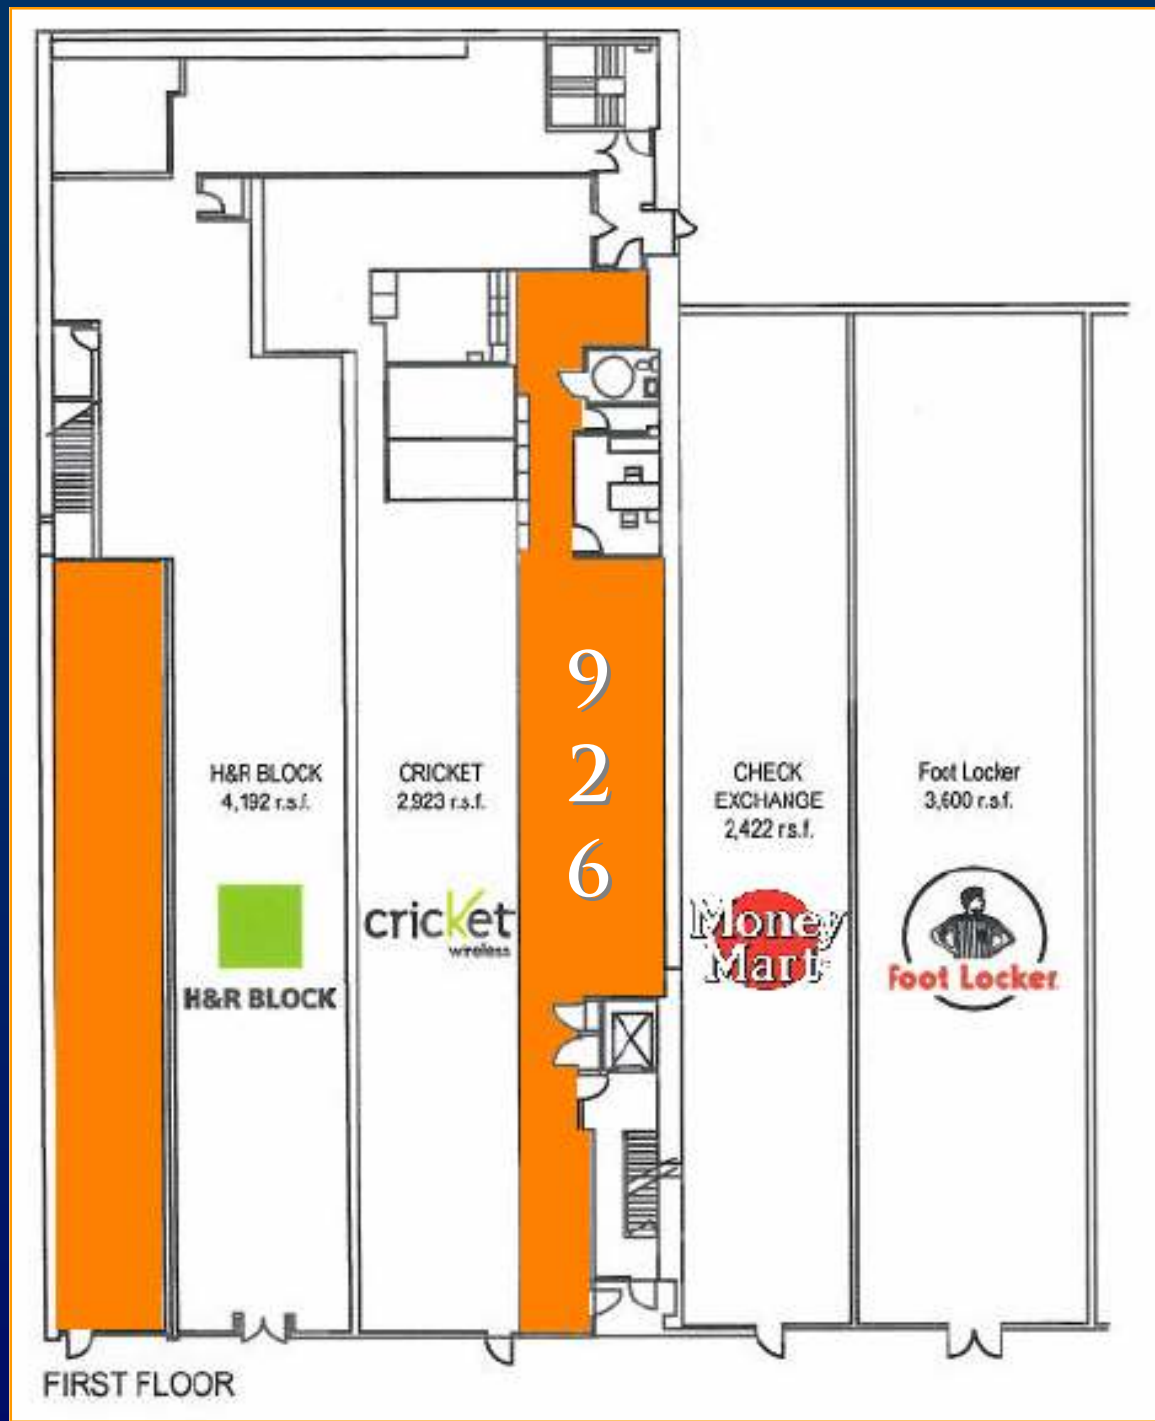 9
2
6
H&R BLOCK
4,192 r.s.f.
CRICKET
2,923 r.s.f.
CHECK
EXCHANGE
2,422 r.s.f.
Foot Locker
3,600 r.s.f.
H&R BLOCK
cricket
wireless
Money
Mart
Foot Locker
FIRST FLOOR